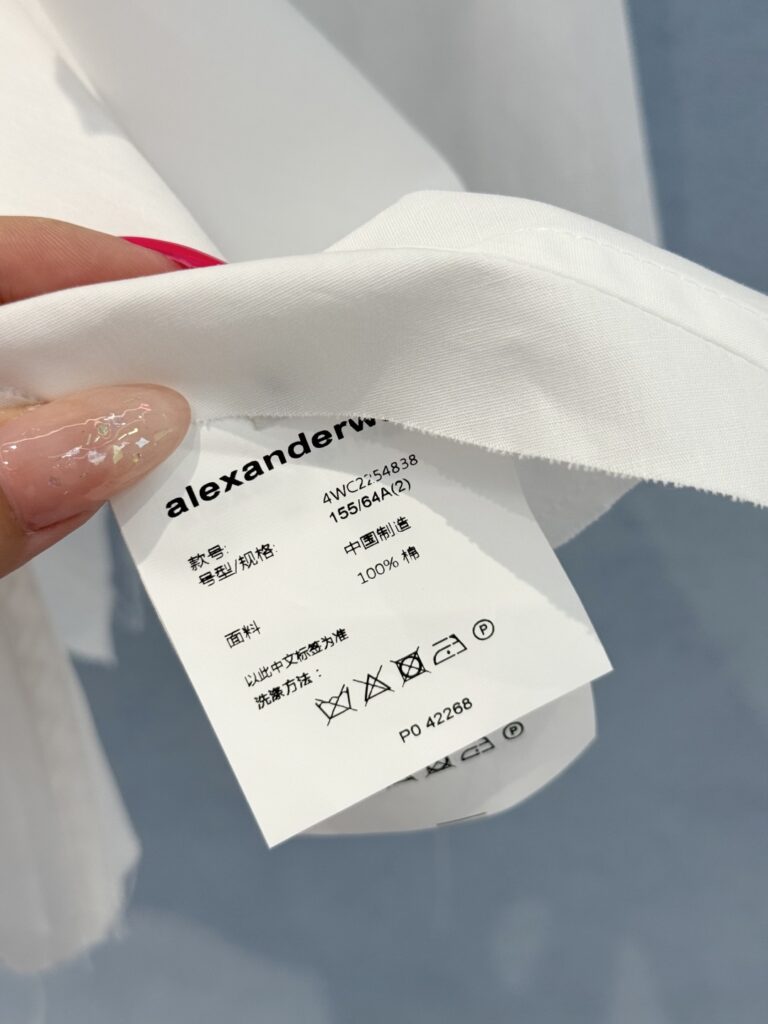 alexanderw
4WC2254838
款号:
155/64A(2)
号型/规格:
中国制造
100% 棉
面料
以此中文标签为准
洗涤方法：
P
P0 42268
P